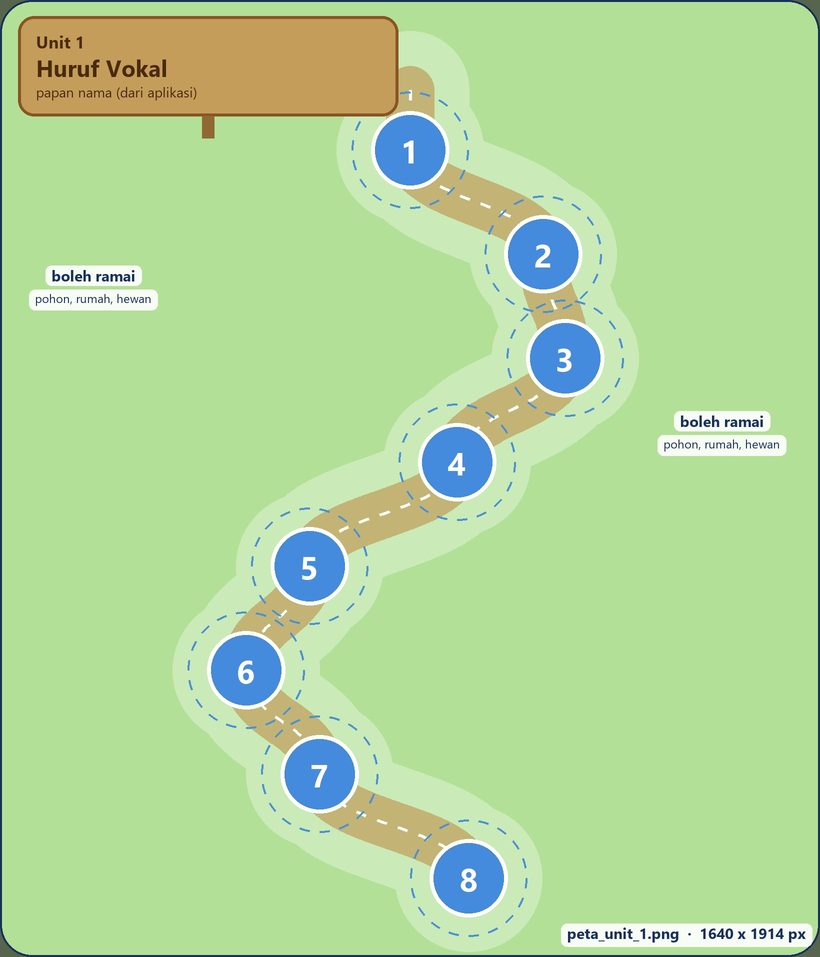 Unit 1
Huruf Vokal
papan nama (dari aplikasi)
1
2
boleh ramai
pohon, rumah, hewan
3
boleh ramai
pohon, rumah, hewan
4
5
6
7
8
peta_unit_1.png · 1640 x 1914 px